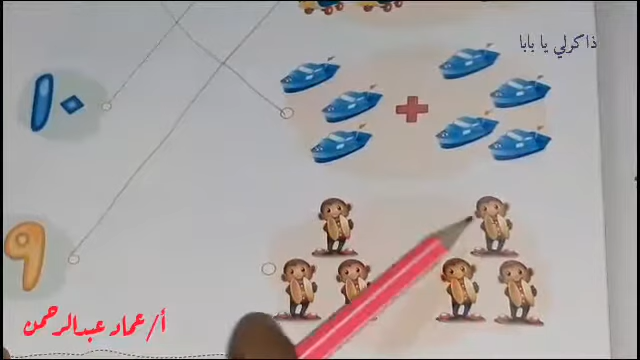 ذاكرلي يا بابا
١٠
+
٩
أ/عماد عبدالرحمن